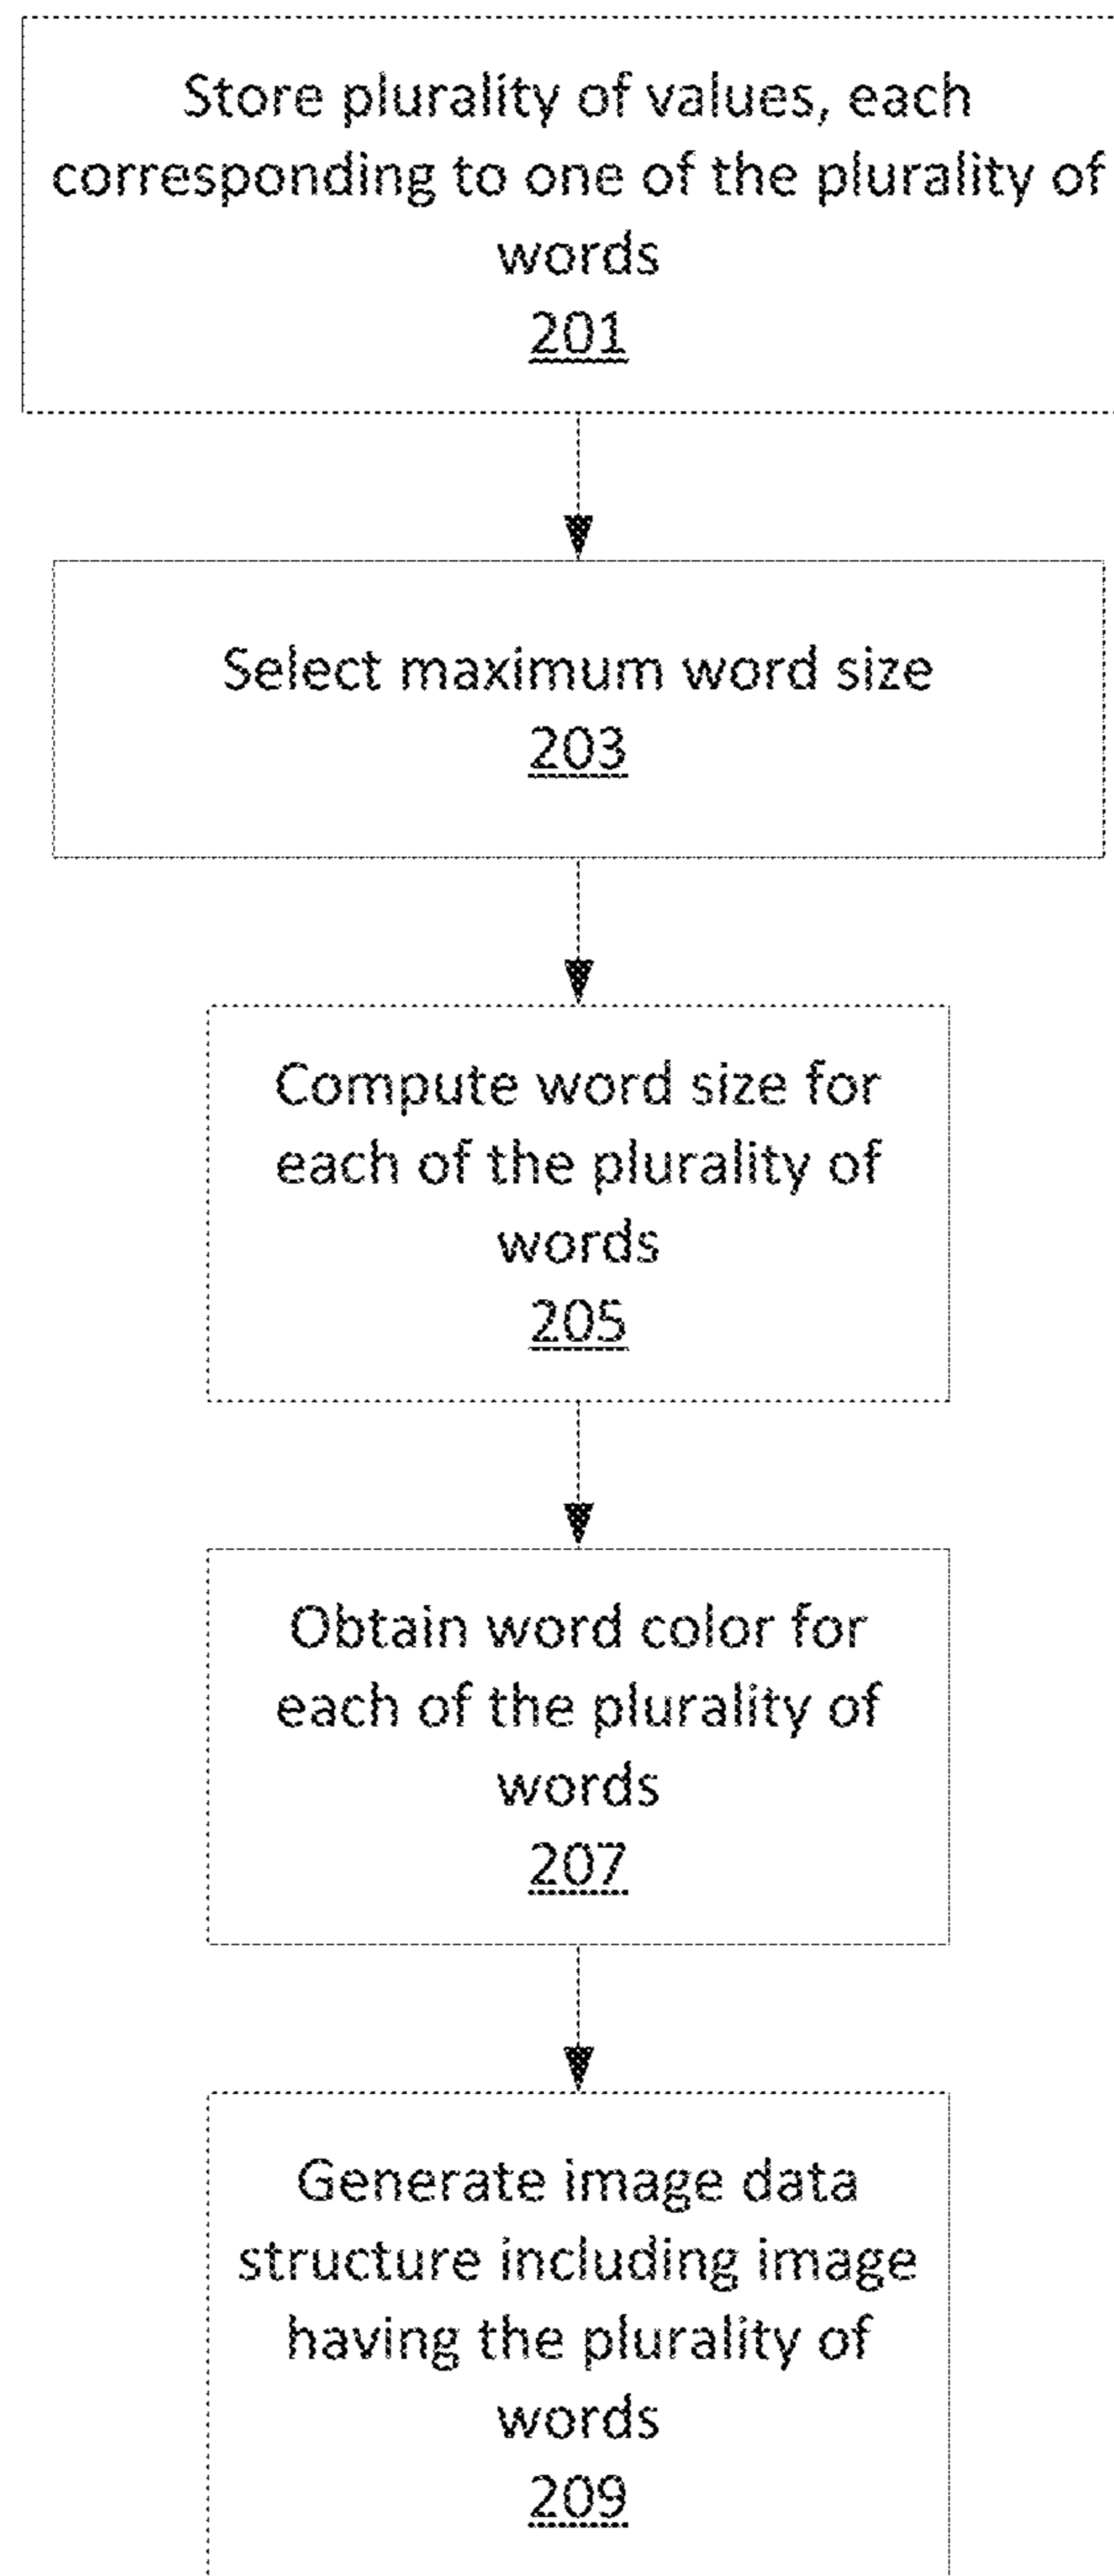 Store plurality of values, each
corresponding to one of the plurality of
words
201
Select maximum word size
203
Compute word size for
each of the plurality of
words
205
Obtain word color for
each of the plurality of
words
207
Generate image data
structure including image
having the plurality of
words
209